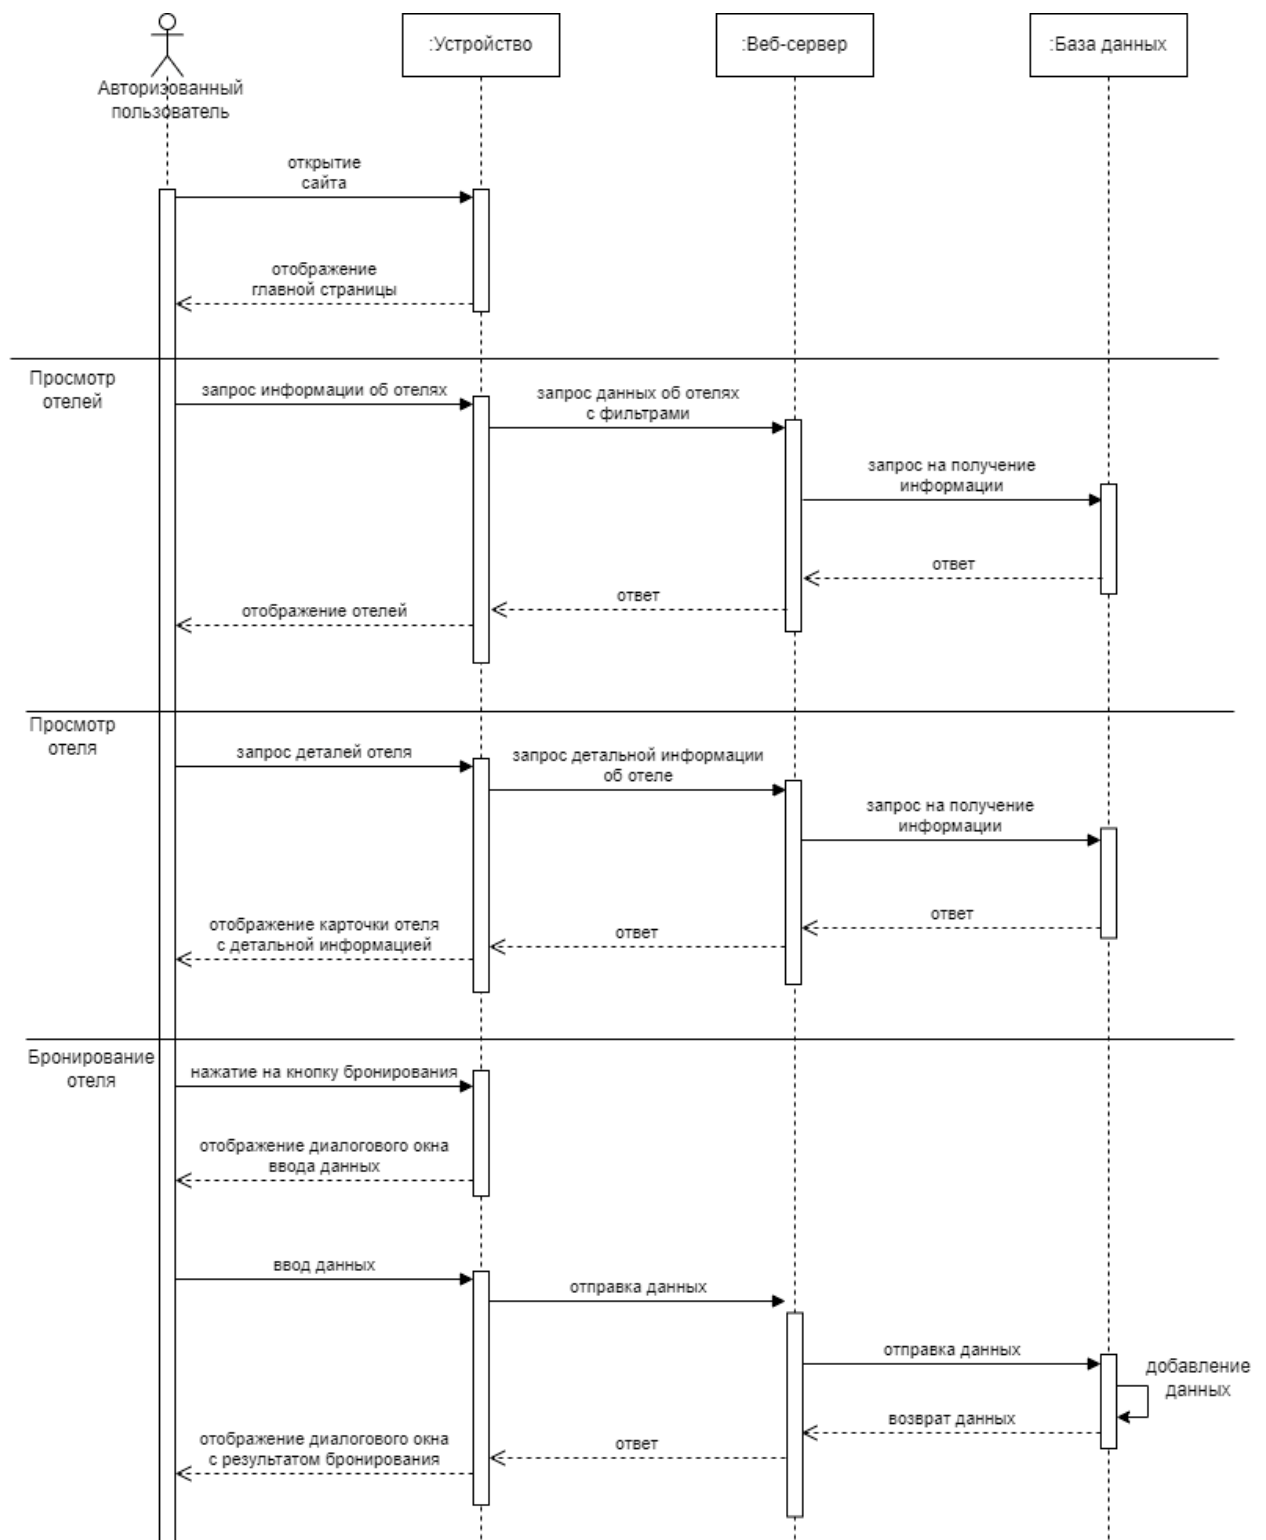 Авторизованный
пользователь
:Устройство
:Веб-сервер
:База данных
открытие
сайта
отображение
главной страницы
Просмотр
отелей
запрос информации об отелях
запрос данных об отелях
с фильтрами
запрос на получение
информации
ответ
ответ
отображение отелей
Просмотр
отеля
запрос деталей отеля
запрос детальной информации
об отеле
запрос на получение
информации
ответ
ответ
отображение карточки отеля
с детальной информацией
Бронирование
отеля
нажатие на кнопку бронирования
отображение диалогового окна
ввода данных
ввод данных
отправка данных
отправка данных
добавление
данных
возврат данных
ответ
отображение диалогового окна
с результатом бронирования